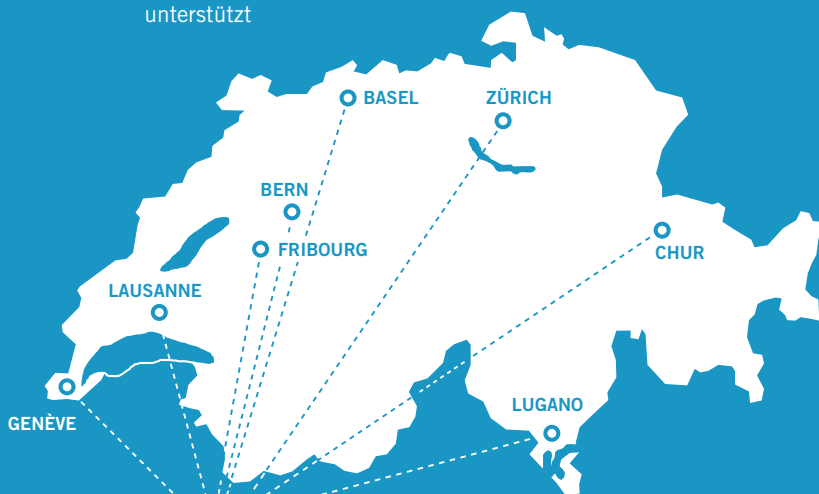 unterstützt
BASEL
ZÜRICH
BERN
FRIBOURG
CHUR
LAUSANNE
LUGANO
GENÈVE